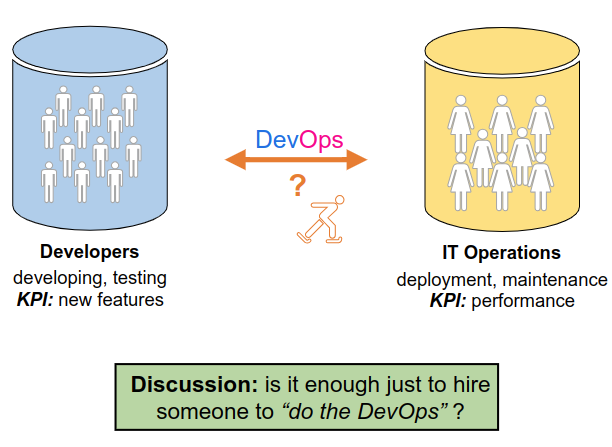 DevOps
?
Developers
developing, testing
KPI: new features
IT Operations
deployment, maintenance
KPI: performance
Discussion: is it enough just to hire
someone to “do the DevOps” ?